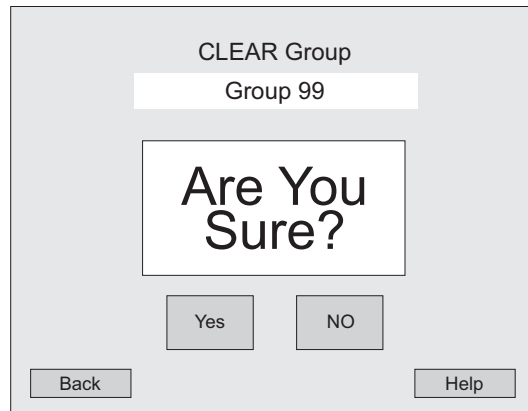 CLEAR Group
Group 99
Are You
Sure?
Yes
NO
Back
Help